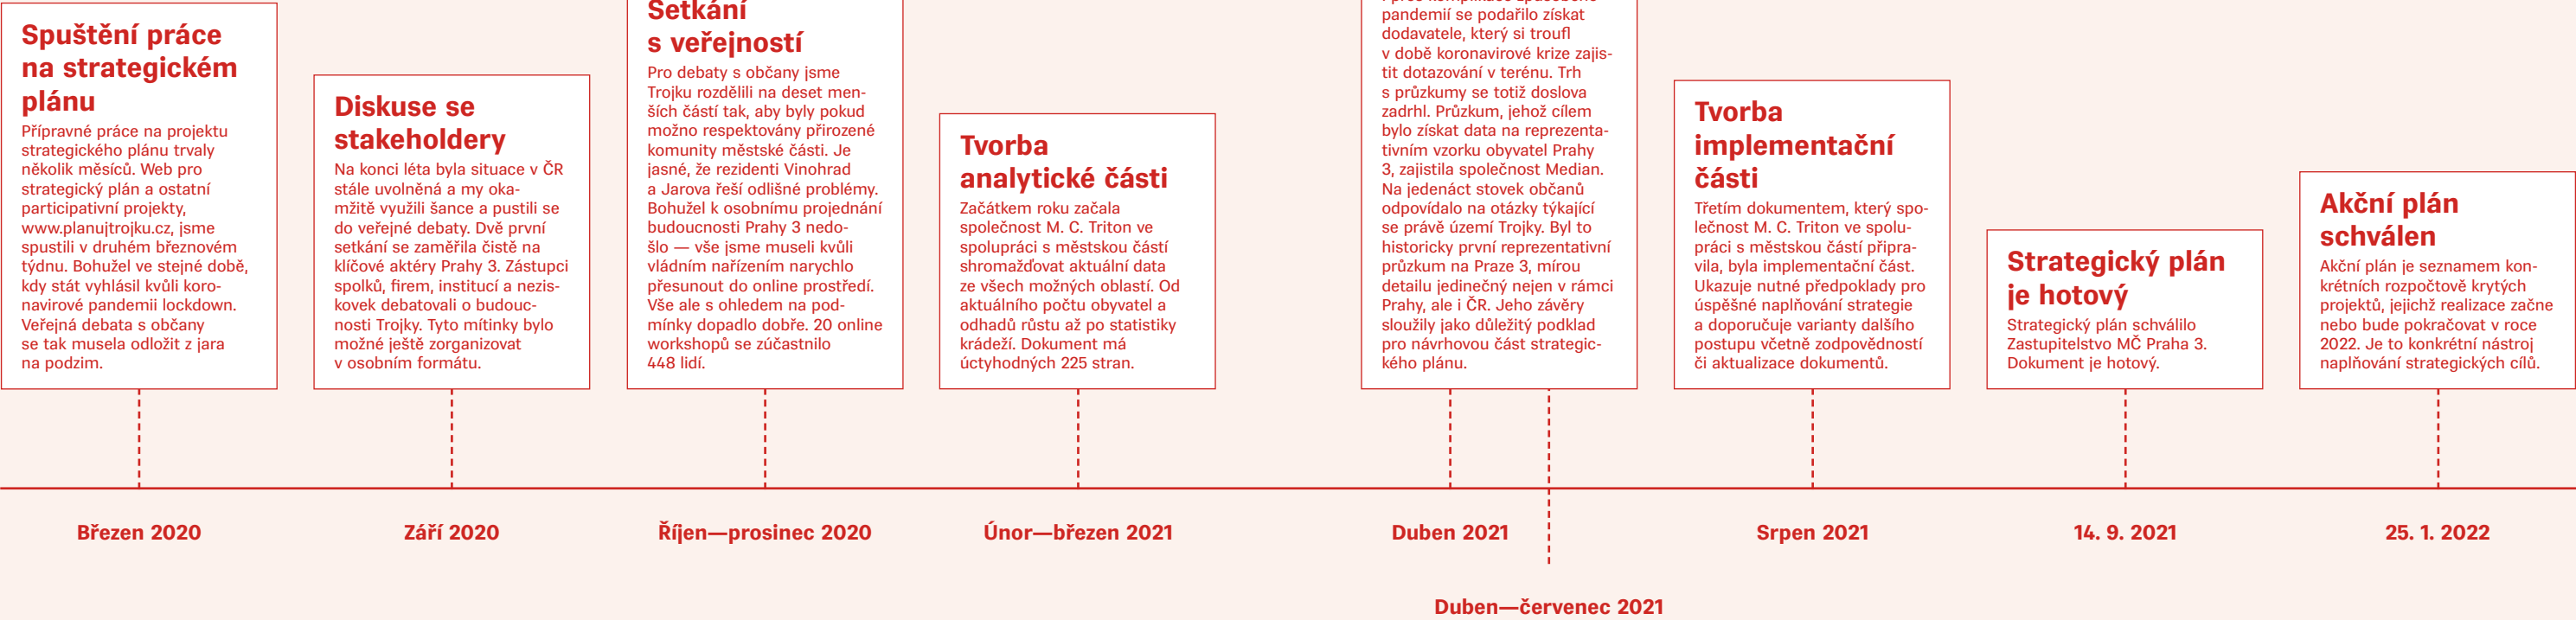 Spuštění práce
na strategickém
plánu
Přípravné práce na projektu
strategického plánu trvaly
několik měsíců. Web pro
strategický plán a ostatní
participativní projekty,
www.planujtrojku.cz, jsme
spustili v druhém březnovém
týdnu. Bohužel ve stejné době,
kdy stát vyhlásil kvůli koro-
navirové pandemii lockdown.
Veřejná debata s občany
se tak musela odložit z jara
na podzim.
Březen 2020
Diskuse se
stakeholdery
Na konci léta byla situace v ČR
stále uvolněná a my oka-
mžitě využili šance a pustili se
do veřejné debaty. Dvě první
setkání se zaměřila čistě na
klíčové aktéry Prahy 3. Zástupci
spolků, firem, institucí a nezis-
kovek debatovali o budouc-
nosti Trojky. Tyto mítinky bylo
možné ještě zorganizovat
v osobním formátu.
Září 2020
Setkání
s veřejností
Pro debaty s občany jsme
Trojku rozdělili na deset men-
ších částí tak, aby byly pokud
možno respektovány přirozené
komunity městské části. Je
jasné, že rezidenti Vinohrad
a Jarova řeší odlišné problémy.
Bohužel k osobnímu projednání
budoucnosti Prahy 3 nedo-
šlo — vše jsme museli kvůli
vládním nařízením narychlo
přesunout do online prostředí.
Vše ale s ohledem na pod-
mínky dopadlo dobře. 20 online
workshopů se zúčastnilo
448 lidí.
Říjen—prosinec 2020
Tvorba
analytické části
Začátkem roku začala
společnost M. C. Triton ve
spolupráci s městskou částí
shromažďovat aktuální data
ze všech možných oblastí. Od
aktuálního počtu obyvatel a
odhadů růstu až po statistiky
krádeží. Dokument má
úctyhodných 225 stran.
Únor—březen 2021
pandemií se podařilo získat
dodavatele, který si troufl
v době koronavirové krize zajis-
tit dotazování v terénu. Trh
s průzkumy se totiž doslova
zadrhl. Průzkum, jehož cílem
bylo získat data na reprezenta-
tivním vzorku obyvatel Prahy
3, zajistila společnost Median.
Na jedenáct stovek občanů
odpovídalo na otázky týkající
se právě území Trojky. Byl to
historicky první reprezentativní
průzkum na Praze 3, mírou
detailu jedinečný nejen v rámci
Prahy, ale i ČR. Jeho závěry
sloužily jako důležitý podklad
pro návrhovou část strategic-
kého plánu.
Duben 2021
Duben—červenec 2021
Tvorba
implementační
části
Třetím dokumentem, který spo-
lečnost M. C. Triton ve spolu-
práci s městskou částí připra-
vila, byla implementační část.
Ukazuje nutné předpoklady pro
úspěšné naplňování strategie
a doporučuje varianty dalšího
postupu včetně zodpovědností
či aktualizace dokumentů.
Srpen 2021
Strategický plán
je hotový
Strategický plán schválilo
Zastupitelstvo MČ Praha 3.
Dokument je hotový.
14. 9. 2021
Akční plán
schválen
Akční plán je seznamem kon-
krétních rozpočtově krytých
projektů, jejichž realizace začne
nebo bude pokračovat v roce
2022. Je to konkrétní nástroj
naplňování strategických cílů.
25. 1. 2022